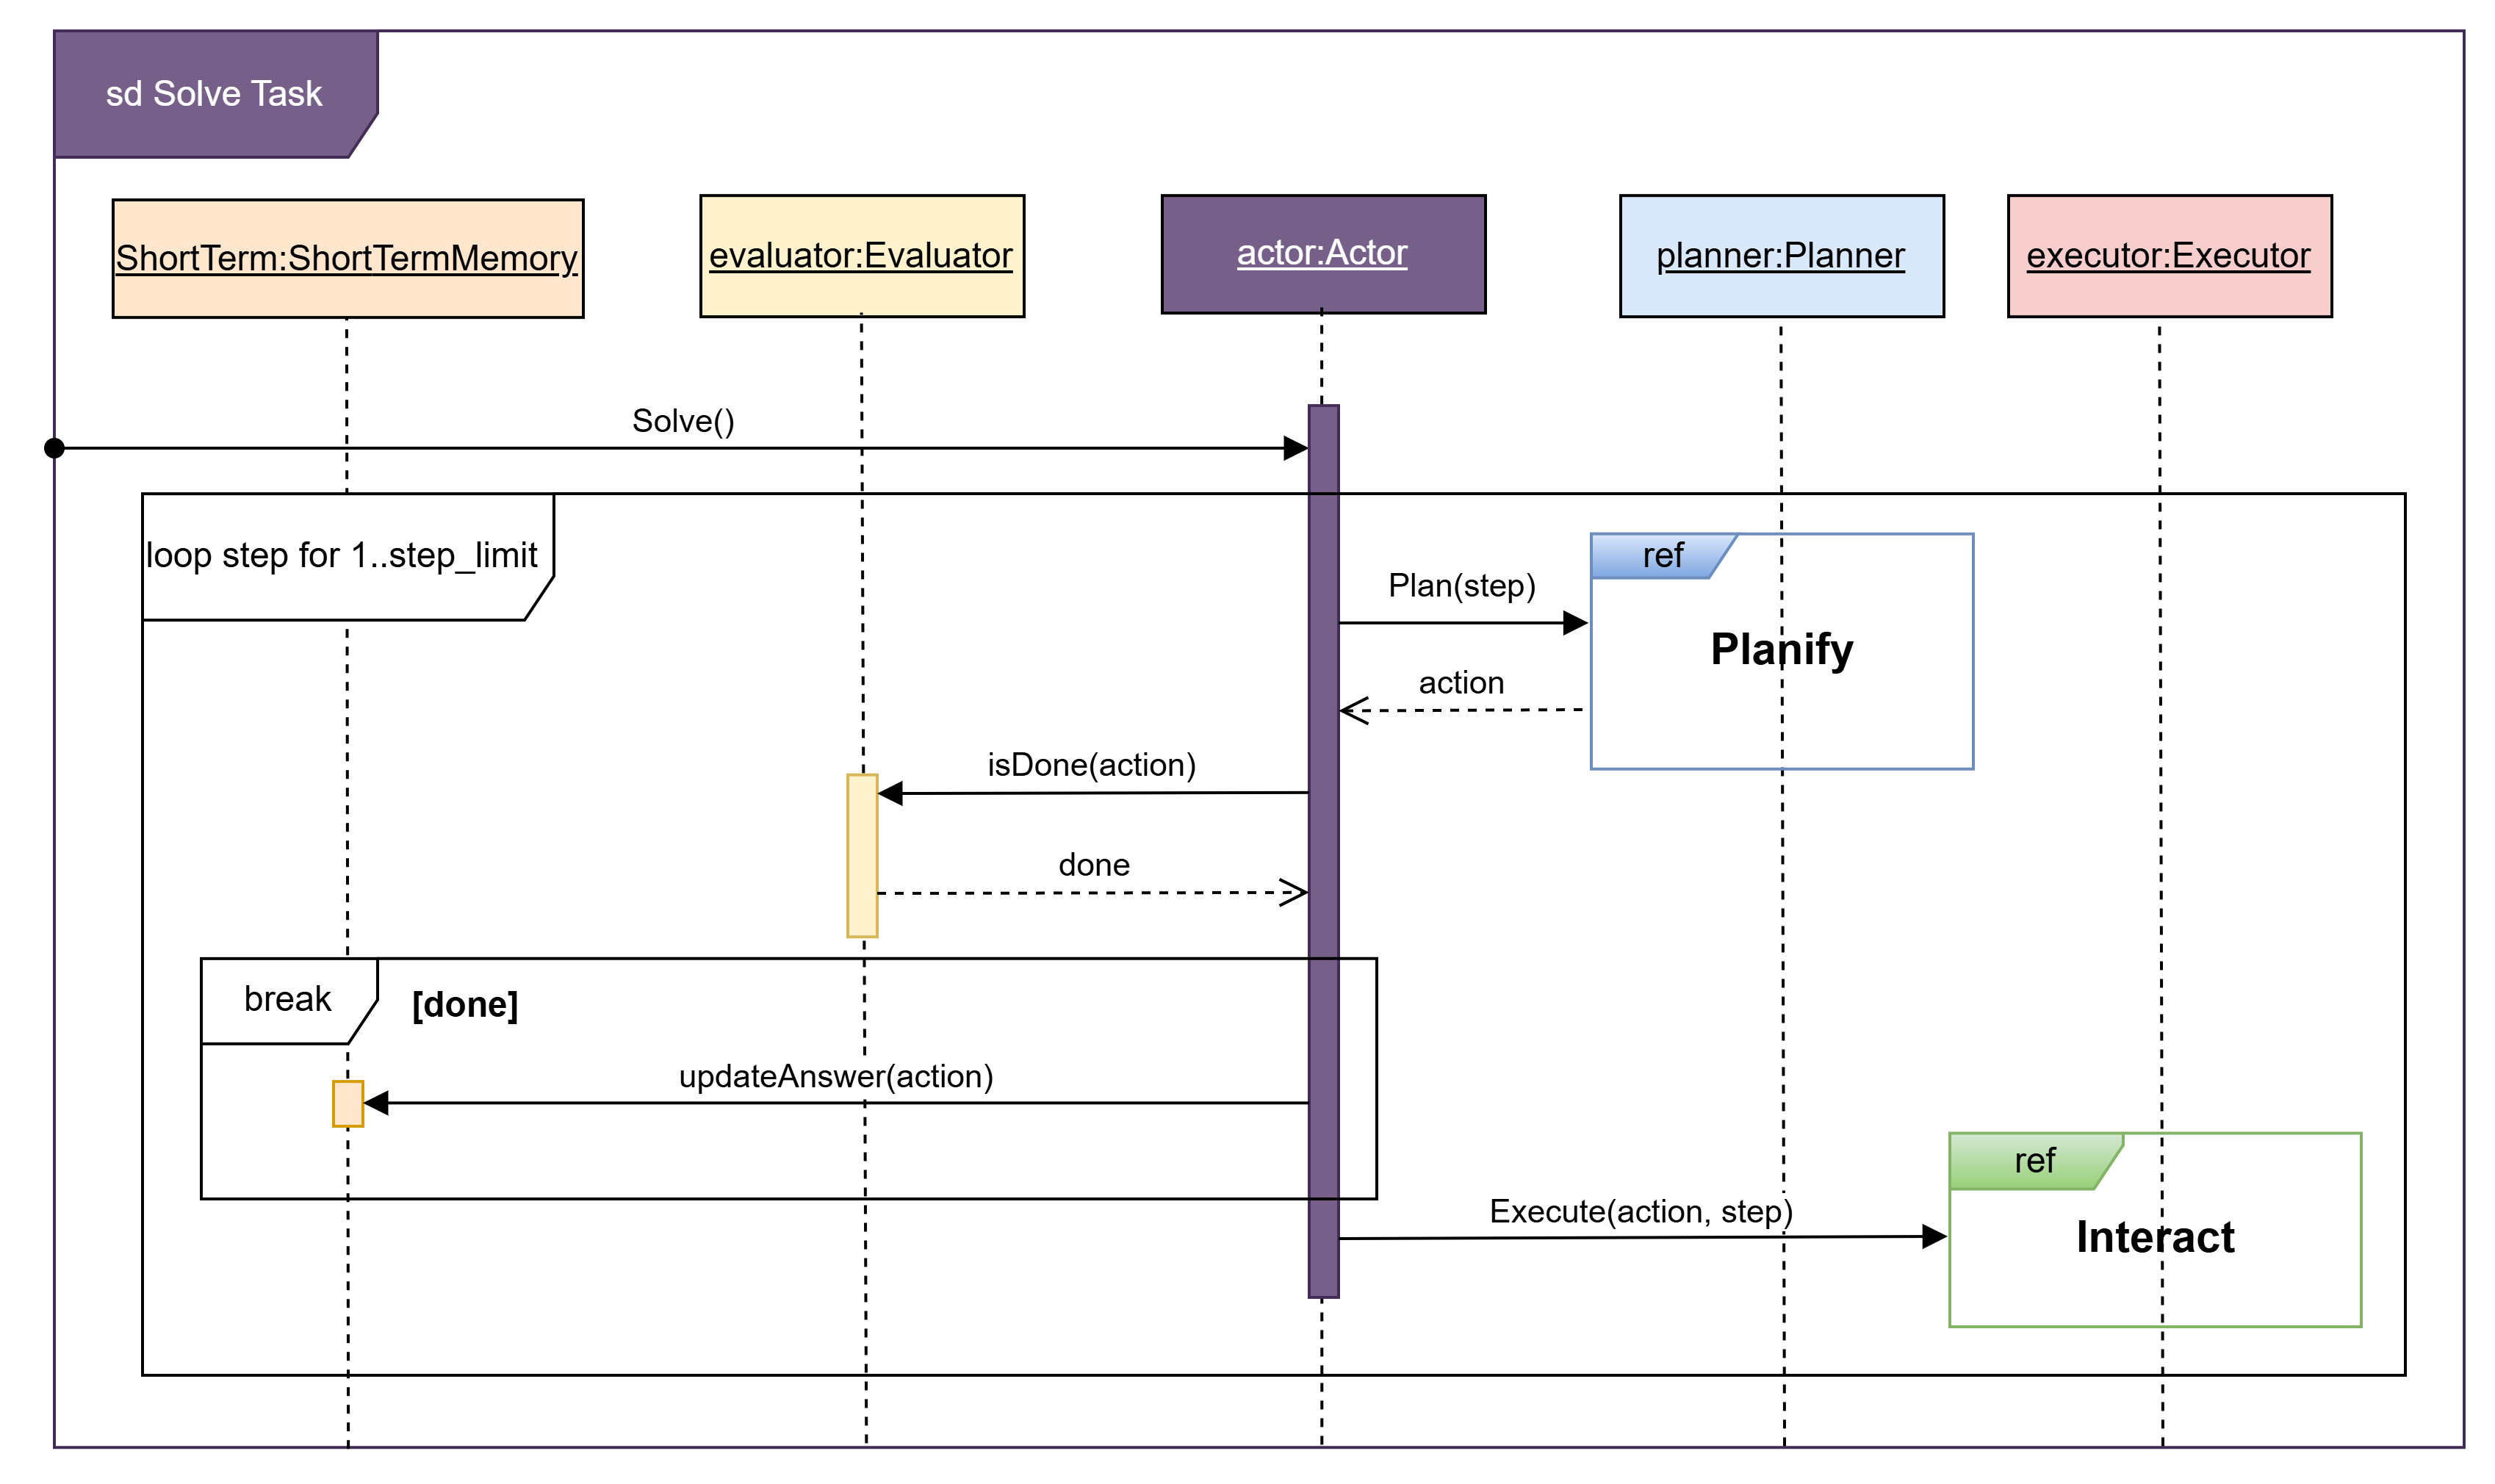 sd Solve Task
ShortTerm:ShortTermMemory
evaluator:Evaluator
actor:Actor
planner:Planner
executor:Executor
Solve()
loop step for 1..step_limit
ref
Plan(step)
Planify
action
isDone(action)
done
break
[done]
updateAnswer(action)
ref
Execute(action, step)
Interact